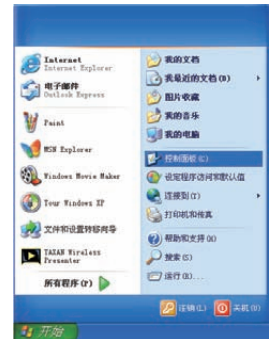 Internet
Internet Explorer
电子邮件
Outlook Express
Paint
MSN Explorer
Windows Movie Maker
Tour Windows XP
文件和设置转移向导
TAXAN Wireless
Presenter
所有程序(P)
我的文档
我最近的文档(D)
图片收藏
我的音乐
我的电脑
控制面板(C)
设定程序访问和默认值
连接到(T)
打印机和传真
帮助和支持(H)
搜索(S)
运行(R)...
注销(L)
关机(U)
开始